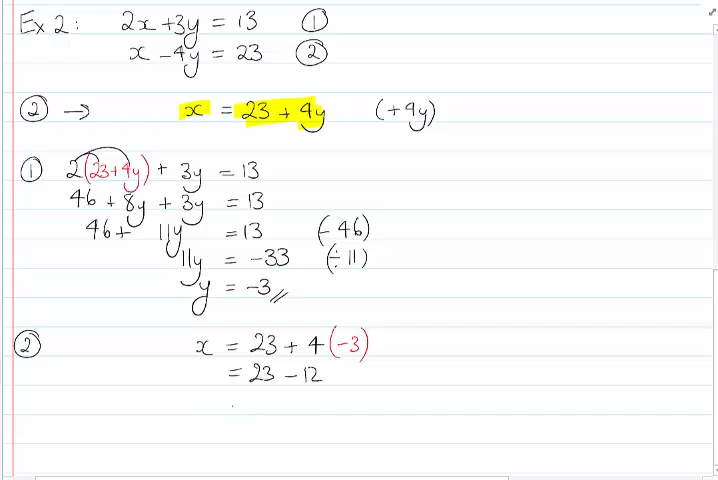 Ex 2: 2x + 3y = 13 ①
x - 4y = 23 ②
② → x = 23 + 4y (+4y)
① 2(23+4y) + 3y = 13
46 + 8y + 3y = 13
46 + 11y = 13 (-46)
11y = -33 (÷11)
y = -3 //
② x = 23 + 4(-3)
= 23 - 12